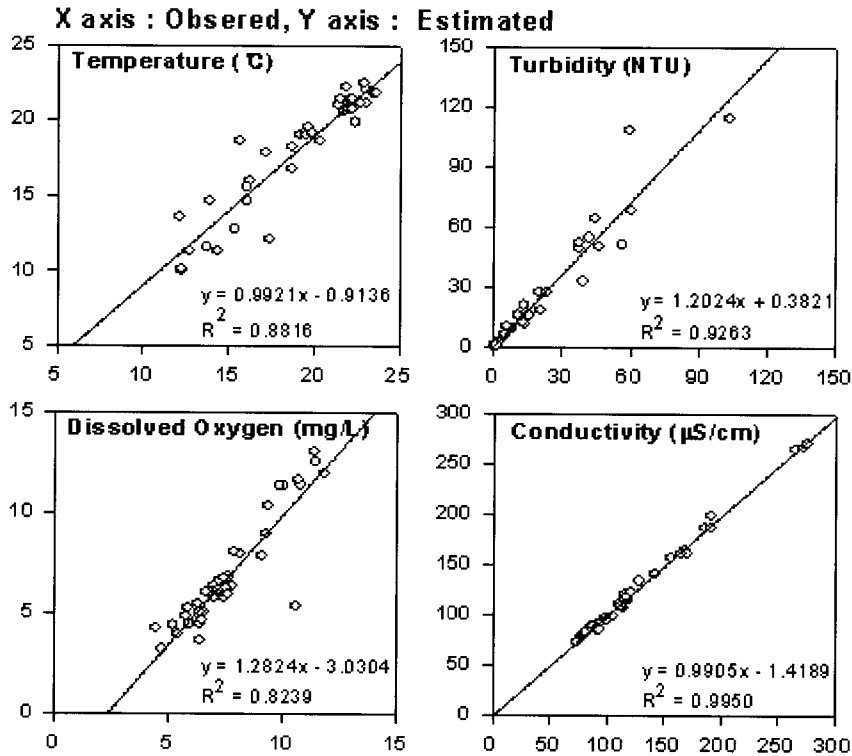 X axis : Obsered, Y axis : Estimated
Temperature (℃)
25
20
15
10
5
5 10 15 20 25
y = 0.9921x - 0.9136
R² = 0.8816
Turbidity (NTU)
150
120
90
60
30
0
0 30 60 90 120 150
y = 1.2024x + 0.3821
R² = 0.9263
Dissolved Oxygen (mg/L)
15
10
5
0
0 5 10 15
y = 1.2824x - 3.0304
R² = 0.8239
Conductivity (µS/cm)
300
250
200
150
100
50
0
0 50 100 150 200 250 300
y = 0.9905x - 1.4189
R² = 0.9950